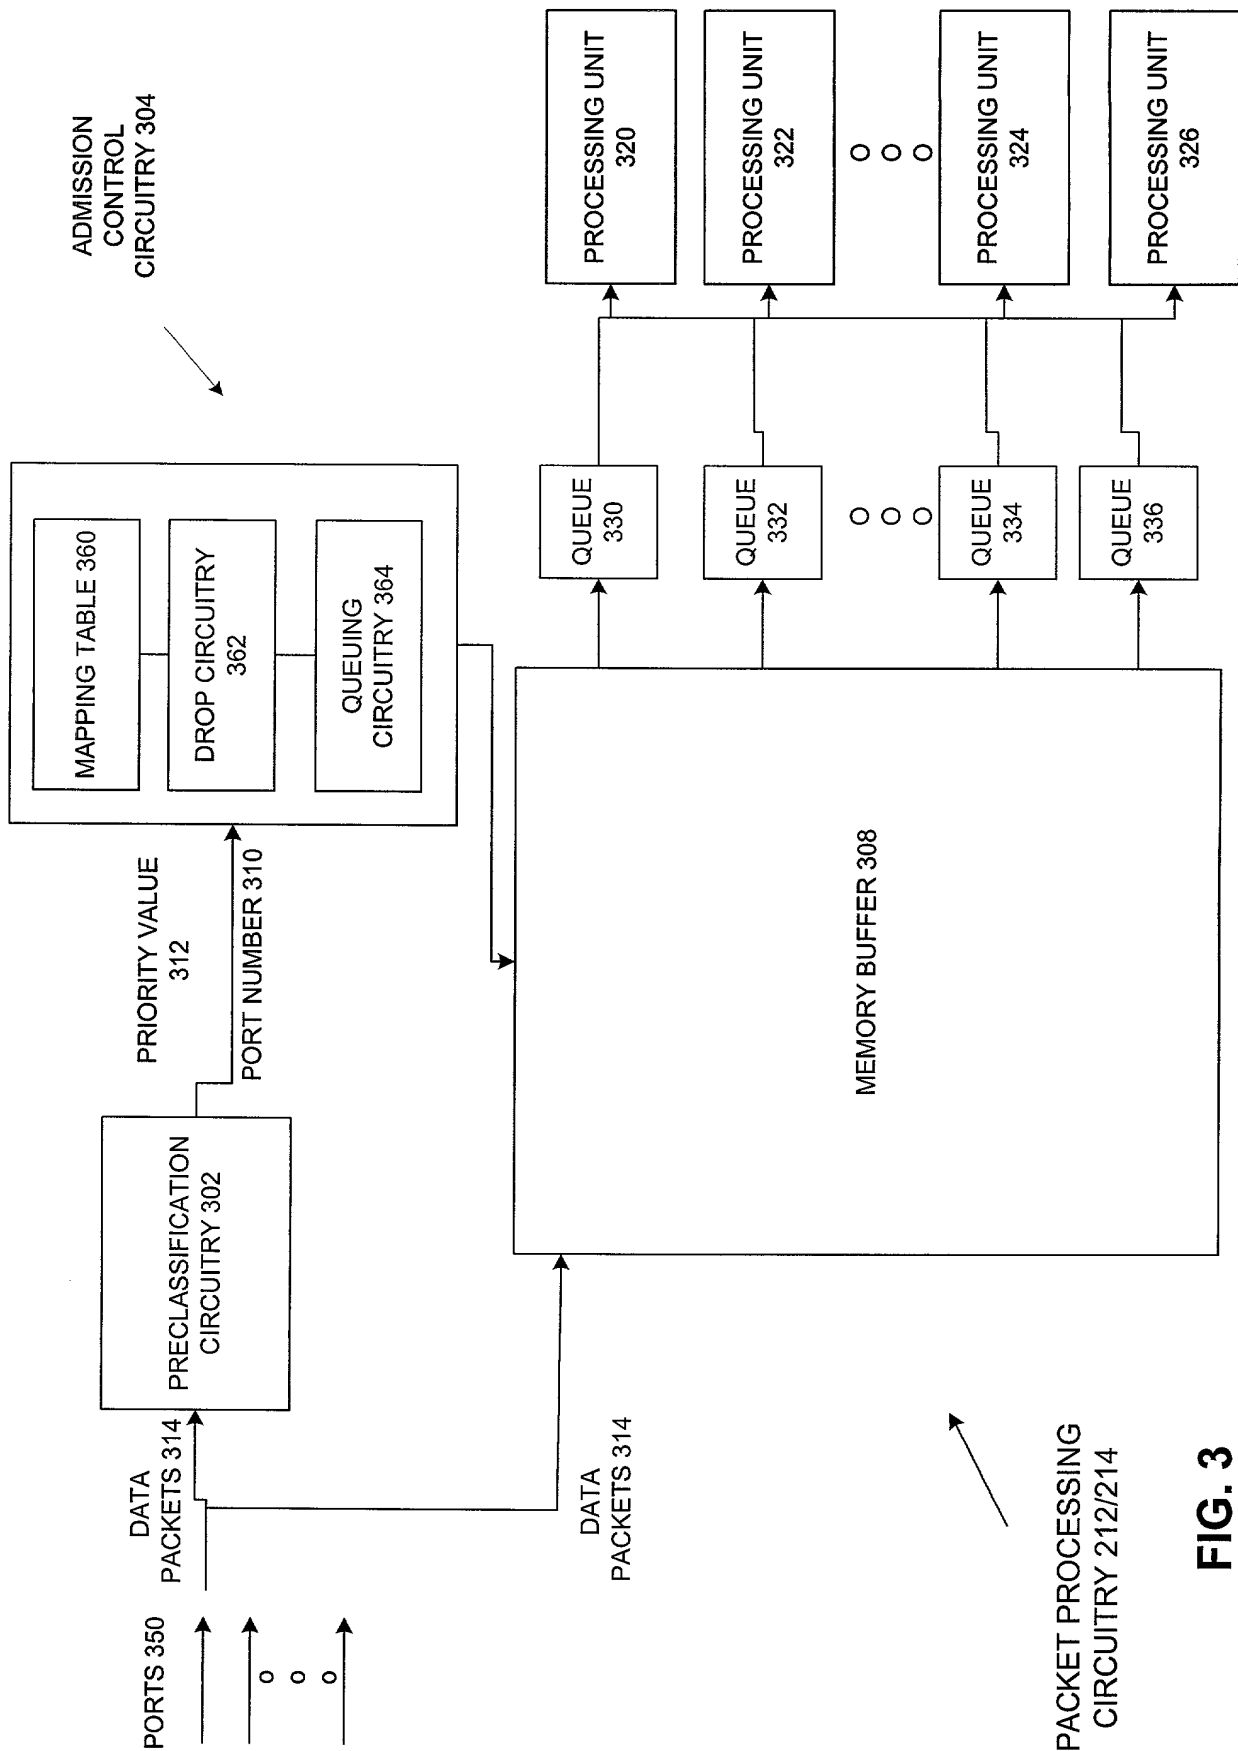 ADMISSION
CONTROL
CIRCUITRY 304
MAPPING TABLE 360
DROP CIRCUITRY
362
QUEUING
CIRCUITRY 364
PRIORITY VALUE
312
PORT NUMBER 310
PRECLASSIFICATION
CIRCUITRY 302
DATA
PACKETS 314
PORTS 350
DATA
PACKETS 314
MEMORY BUFFER 308
QUEUE
330
QUEUE
332
QUEUE
334
QUEUE
336
PROCESSING UNIT
320
PROCESSING UNIT
322
PROCESSING UNIT
324
PROCESSING UNIT
326
PACKET PROCESSING
CIRCUITRY 212/214
FIG. 3